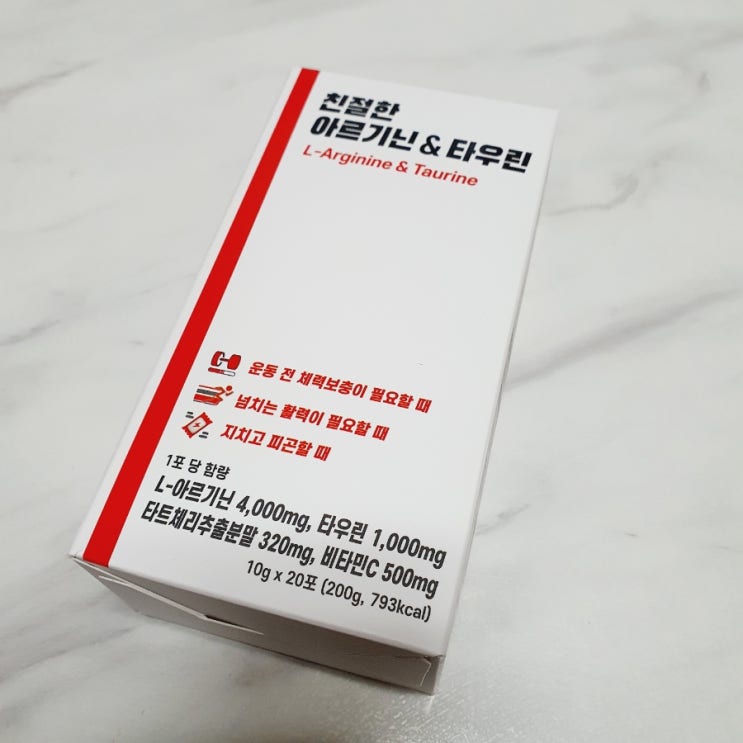 친절한
아르기닌 & 타우린
L-Arginine & Taurine
운동 전 체력보충이 필요할 때
넘치는 활력이 필요할 때
지치고 피곤할 때
1포 당 함량
L-아르기닌 4,000mg, 타우린 1,000mg
타트체리추출분말 320mg, 비타민C 500mg
10g x 20포 (200g, 793kcal)